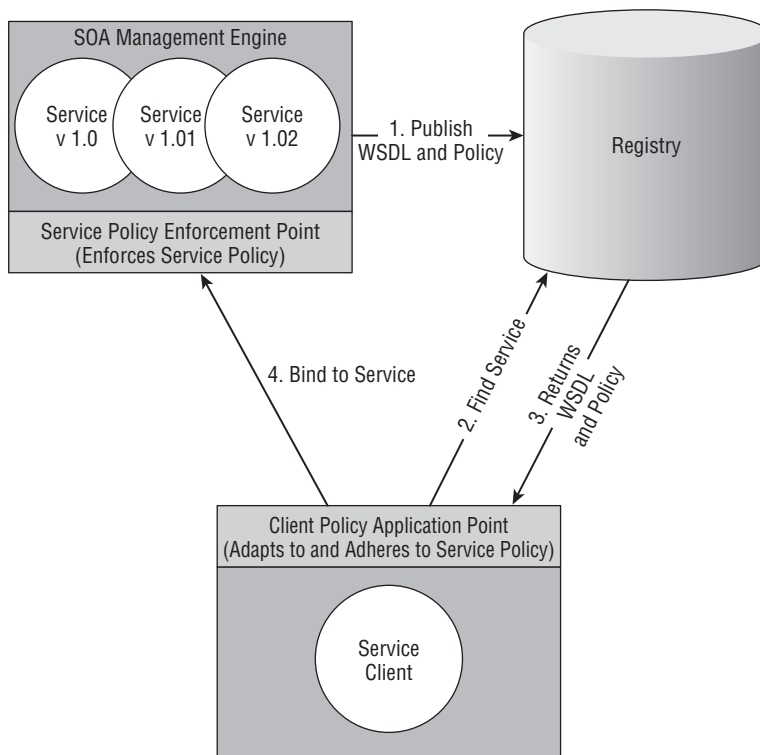 SOA Management Engine
Service
v 1.0
Service
v 1.01
Service
v 1.02
Service Policy Enforcement Point
(Enforces Service Policy)
1. Publish
WSDL and Policy
Registry
4. Bind to Service
2. Find Service
3. Returns
WSDL
and Policy
Client Policy Application Point
(Adapts to and Adheres to Service Policy)
Service
Client